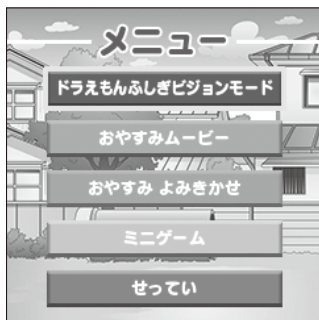 メニュー
ドラえもんふしぎビジョンモード
おやすみムービー
おやすみ よみきかせ
ミニゲーム
せってい